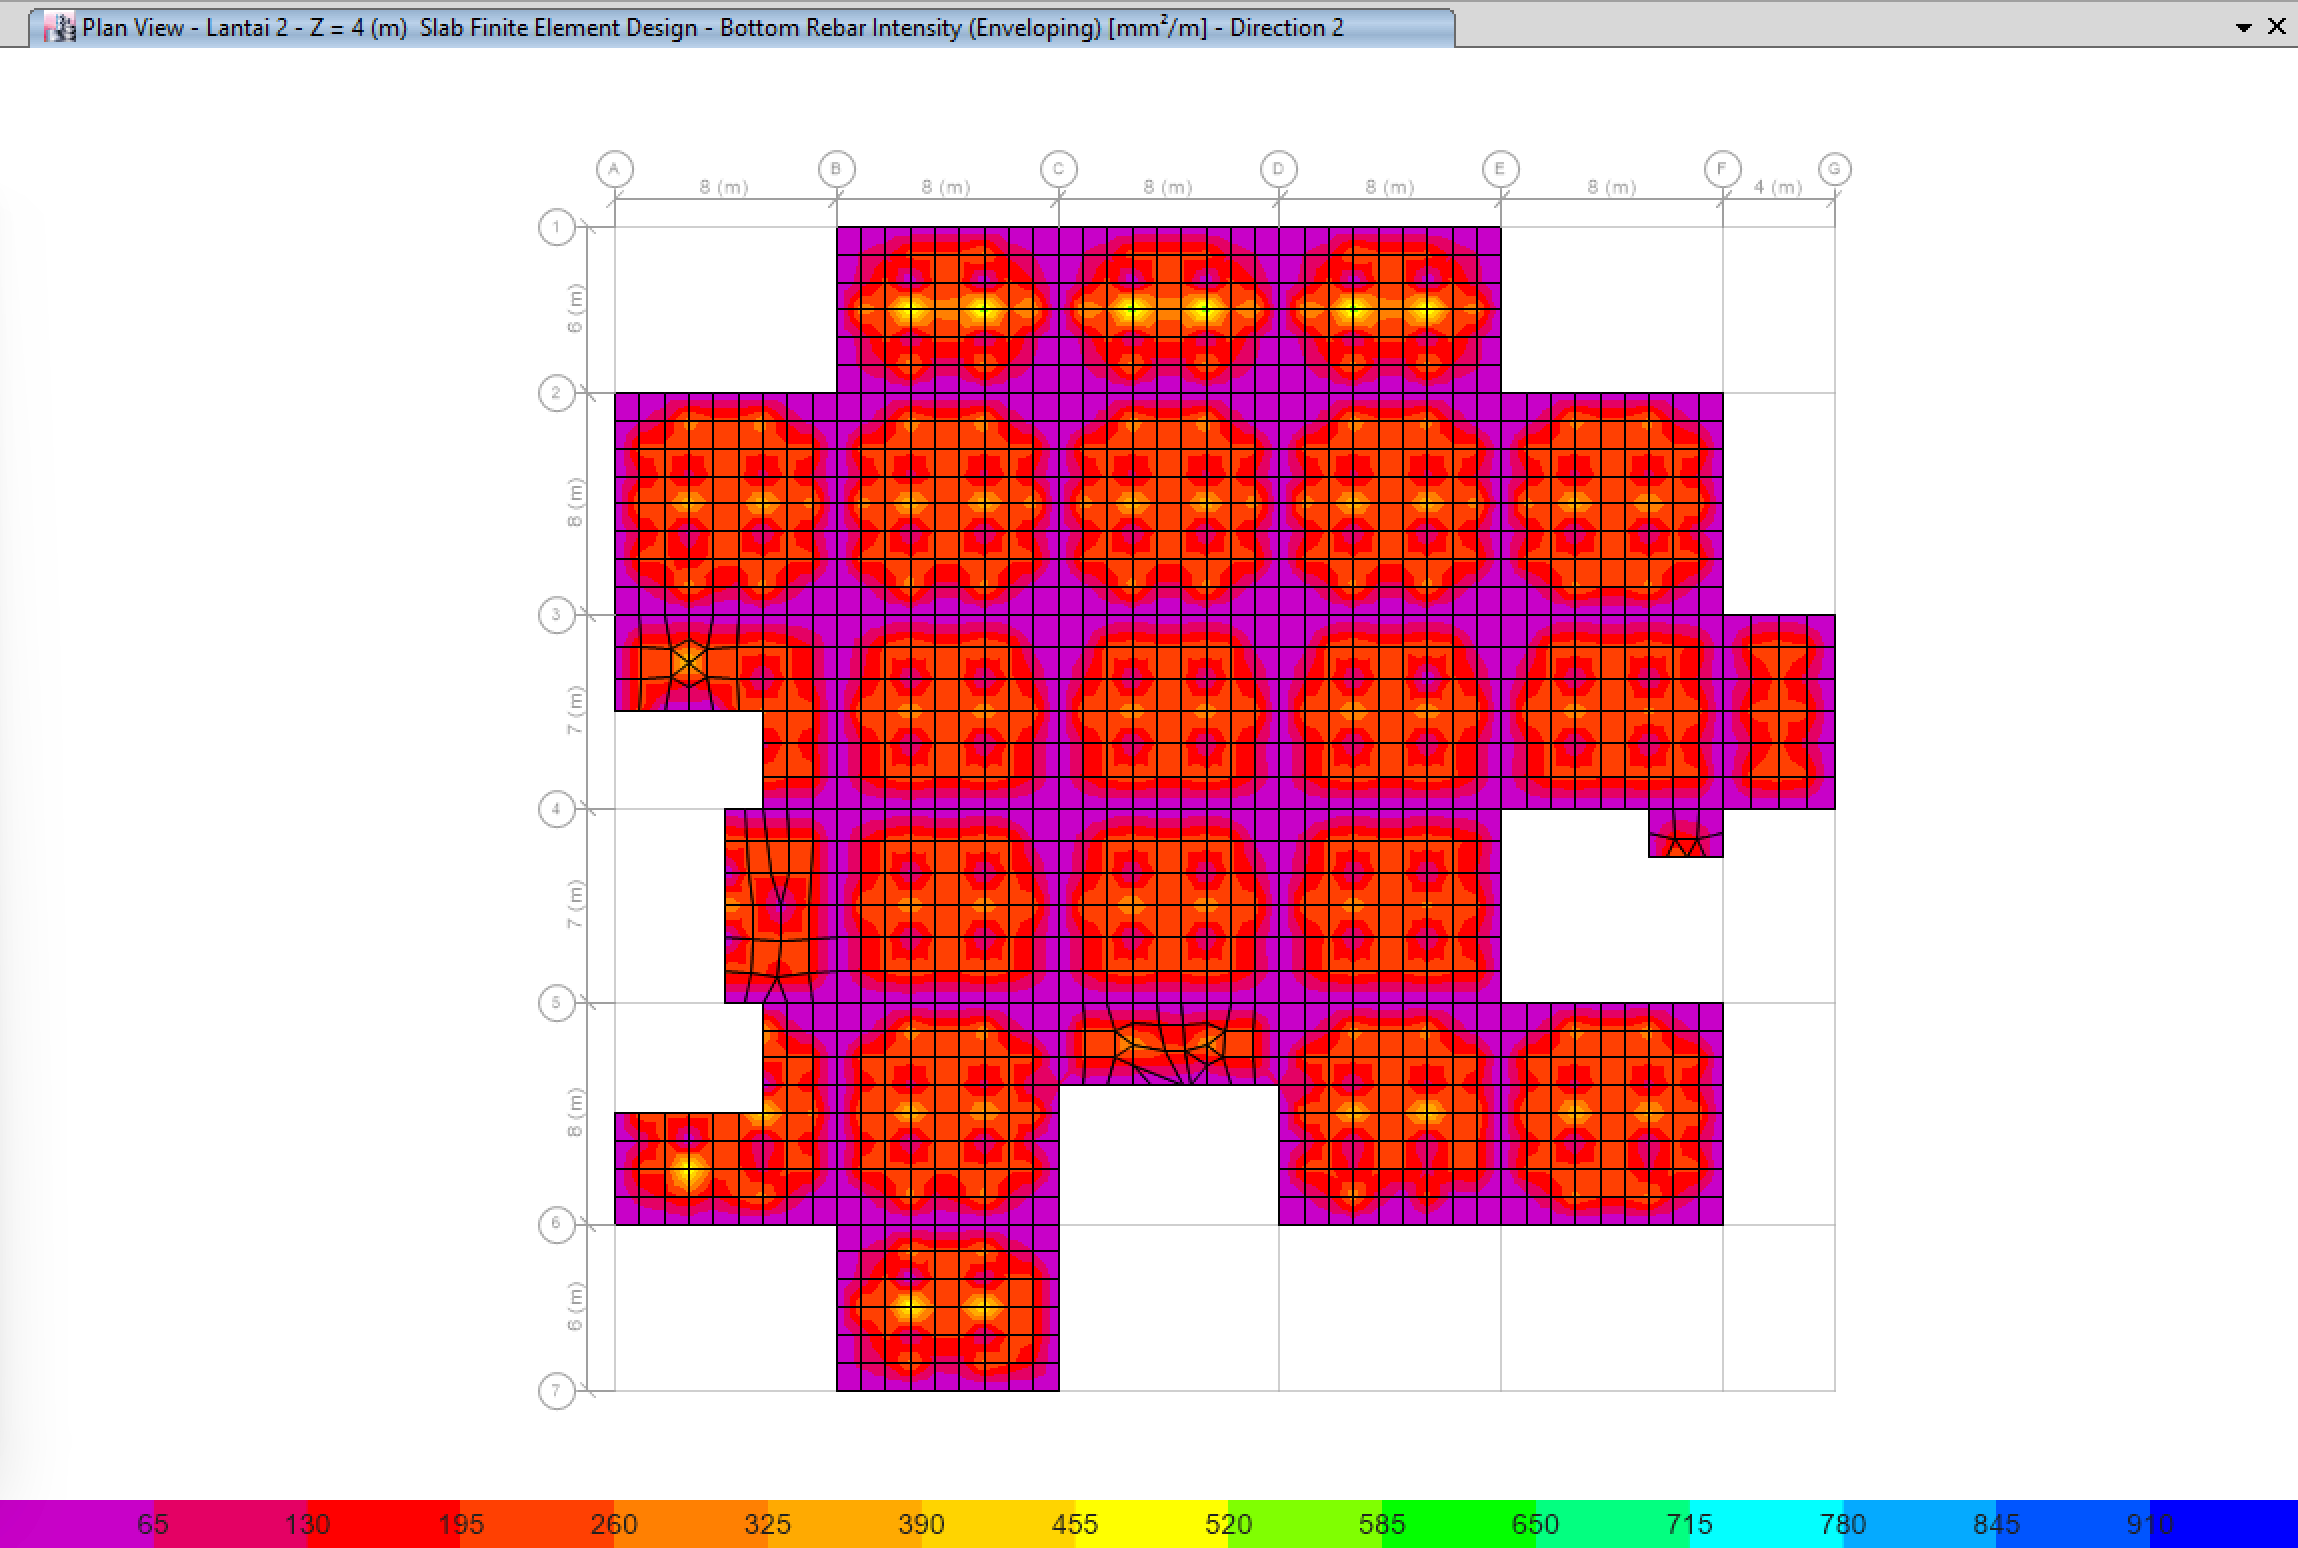 Plan View - Lantai 2 - Z = 4 (m)  Slab Finite Element Design - Bottom Rebar Intensity (Enveloping) [mm²/m] - Direction 2
A B C D E F G
8 (m) 8 (m) 8 (m) 8 (m) 8 (m) 4 (m)
1
6 (m)
2
8 (m)
3
7 (m)
4
7 (m)
5
8 (m)
6
6 (m)
7
65 130 195 260 325 390 455 520 585 650 715 780 845 910